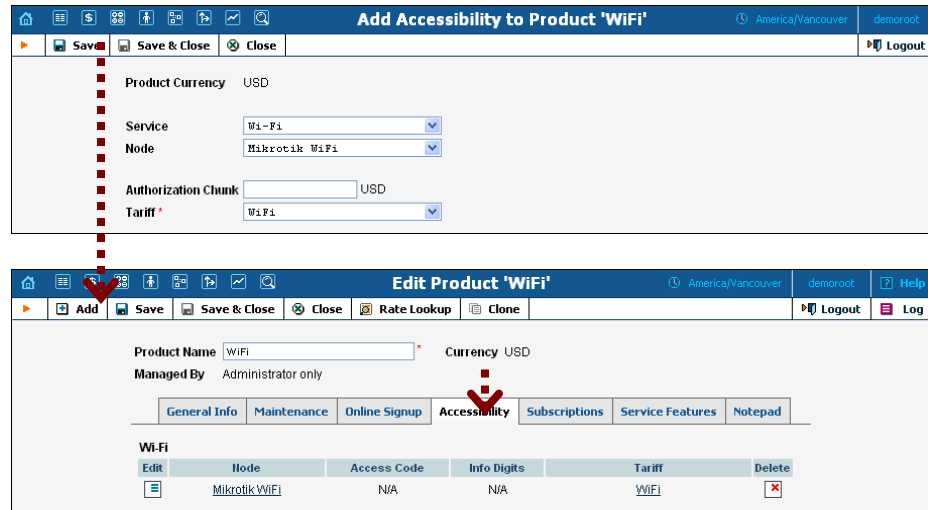 Add Accessibility to Product 'WiFi' America/Vancouver demoroot
Save Save & Close Close Logout
Product Currency USD
Service Wi-Fi
Node Mikrotik WiFi
Authorization Chunk USD
Tariff * WiFi
Edit Product 'WiFi' America/Vancouver demoroot Help
Add Save Save & Close Close Rate Lookup Clone Logout Log
Product Name WiFi * Currency USD
Managed By Administrator only
General Info Maintenance Online Signup Accessibility Subscriptions Service Features Notepad
Wi-Fi
Edit Node Access Code Info Digits Tariff Delete
Mikrotik WiFi N/A N/A WiFi